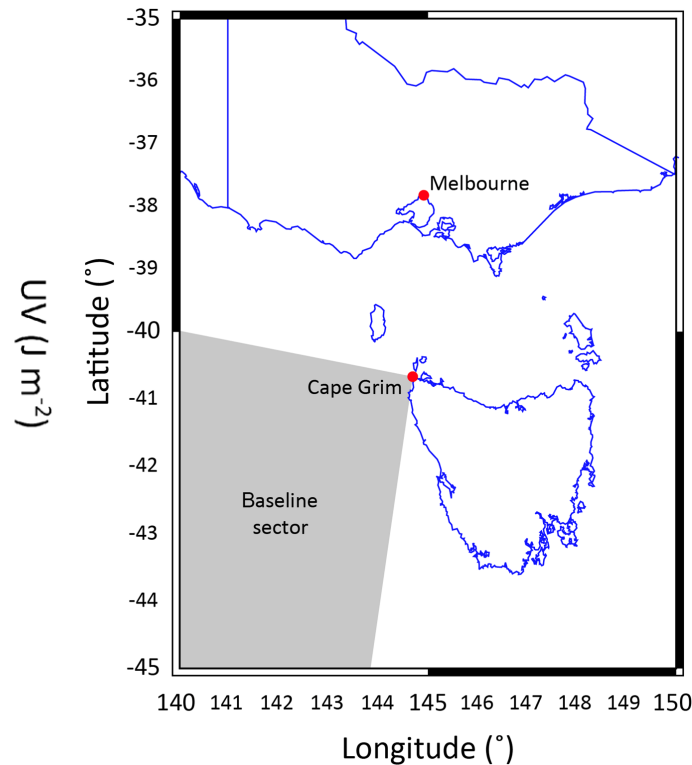 -35
-36
-37
-38
-39
-40
-41
-42
-43
-44
-45
Latitude (˚)
UV (J m⁻²)
Melbourne
Cape Grim
Baseline
sector
140 141 142 143 144 145 146 147 148 149 150
Longitude (˚)